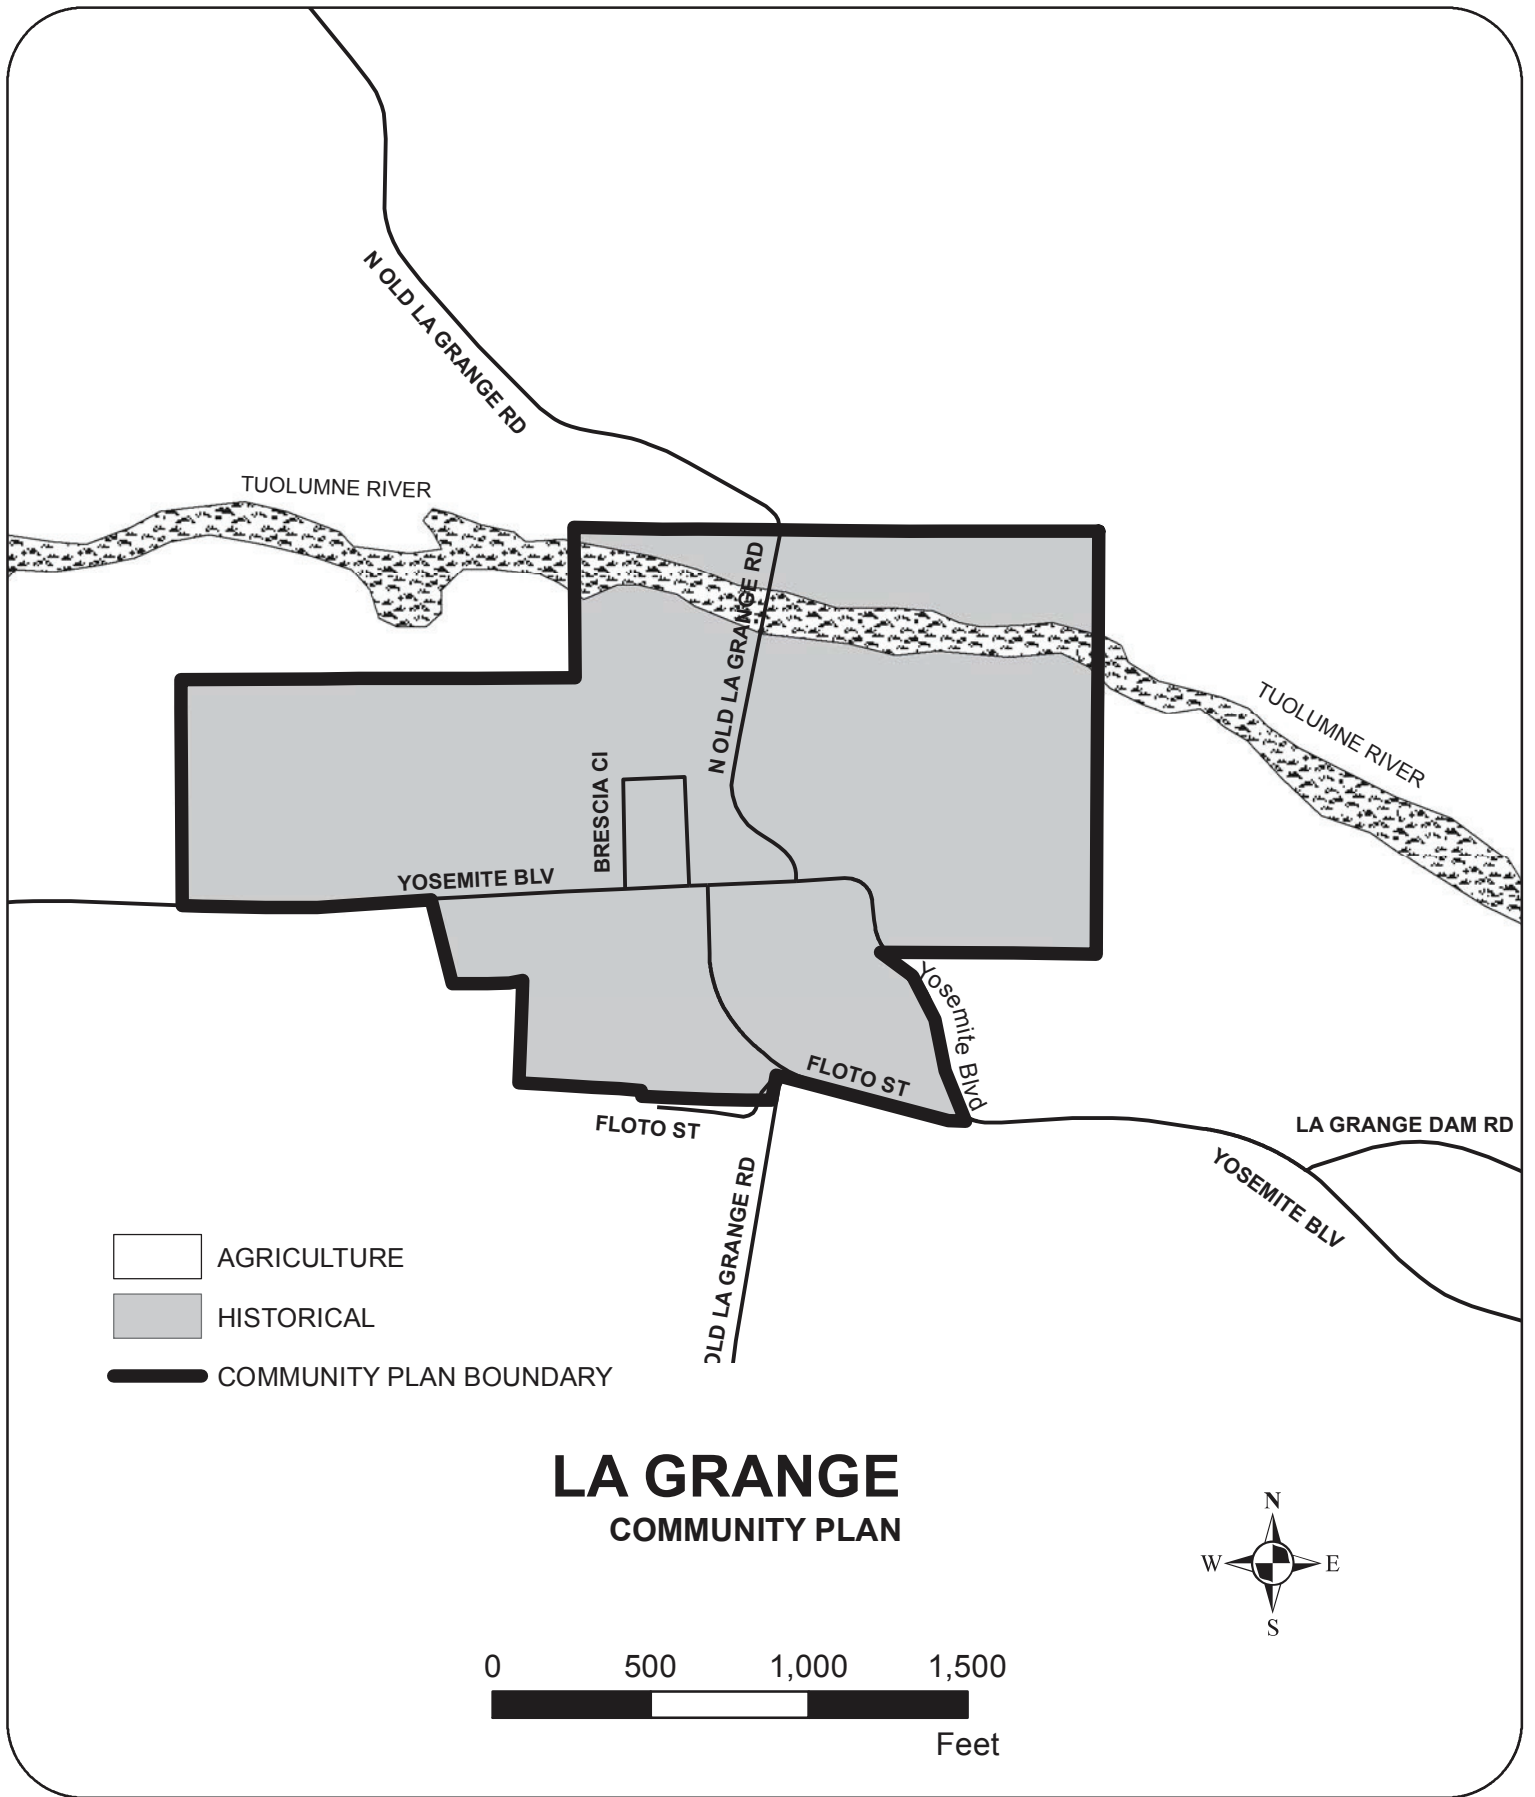 N OLD LA GRANGE RD
TUOLUMNE RIVER
N OLD LA GRANGE RD
TUOLUMNE RIVER
BRESCIA CI
YOSEMITE BLV
Yosemite Blvd
FLOTO ST
FLOTO ST
LA GRANGE DAM RD
YOSEMITE BLV
OLD LA GRANGE RD
AGRICULTURE
HISTORICAL
COMMUNITY PLAN BOUNDARY
LA GRANGE
COMMUNITY PLAN
N
W E
S
0 500 1,000 1,500
Feet